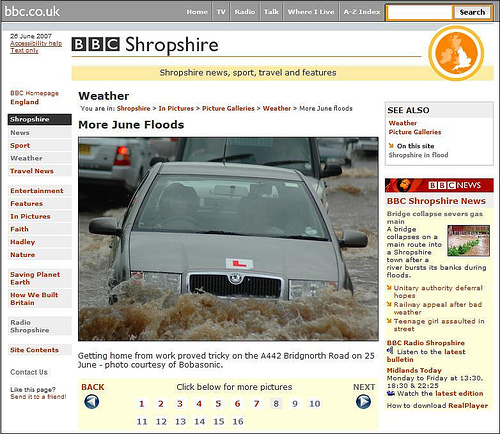 bbc.co.uk
Home TV Radio Talk Where I Live A-Z Index Search
26 June 2007
Accessibility help
Text only
BBC Shropshire
Shropshire news, sport, travel and features
BBC Homepage
England
Shropshire
News
Sport
Weather
Travel News
Entertainment
Features
In Pictures
Faith
Hadley
Nature
Saving Planet
Earth
How We Built
Britain
Radio
Shropshire
Site Contents
Contact Us
Like this page?
Send it to a friend!
Weather
You are in: Shropshire > In Pictures > Picture Galleries > Weather > More June floods
More June Floods
L
Getting home from work proved tricky on the A442 Bridgnorth Road on 25
June - photo courtesy of Bobasonic.
BACK Click below for more pictures NEXT
1 2 3 4 5 6 7 8 9 10
11 12 13 14 15 16
SEE ALSO
Weather
Picture Galleries
On this site
Shropshire in flood
BBC NEWS
BBC Shropshire News
Bridge collapse severs gas
main
A bridge
collapses on a
main route into
a Shropshire
town after a
river bursts its banks during
floods.
Unitary authority deferral
hopes
Railway appeal after bad
weather
Teenage girl assaulted in
street
BBC Radio Shropshire
Listen to the latest
bulletin
Midlands Today
Monday to Friday at 13:30,
18:30 & 22:25
Watch the latest edition
How to download RealPlayer